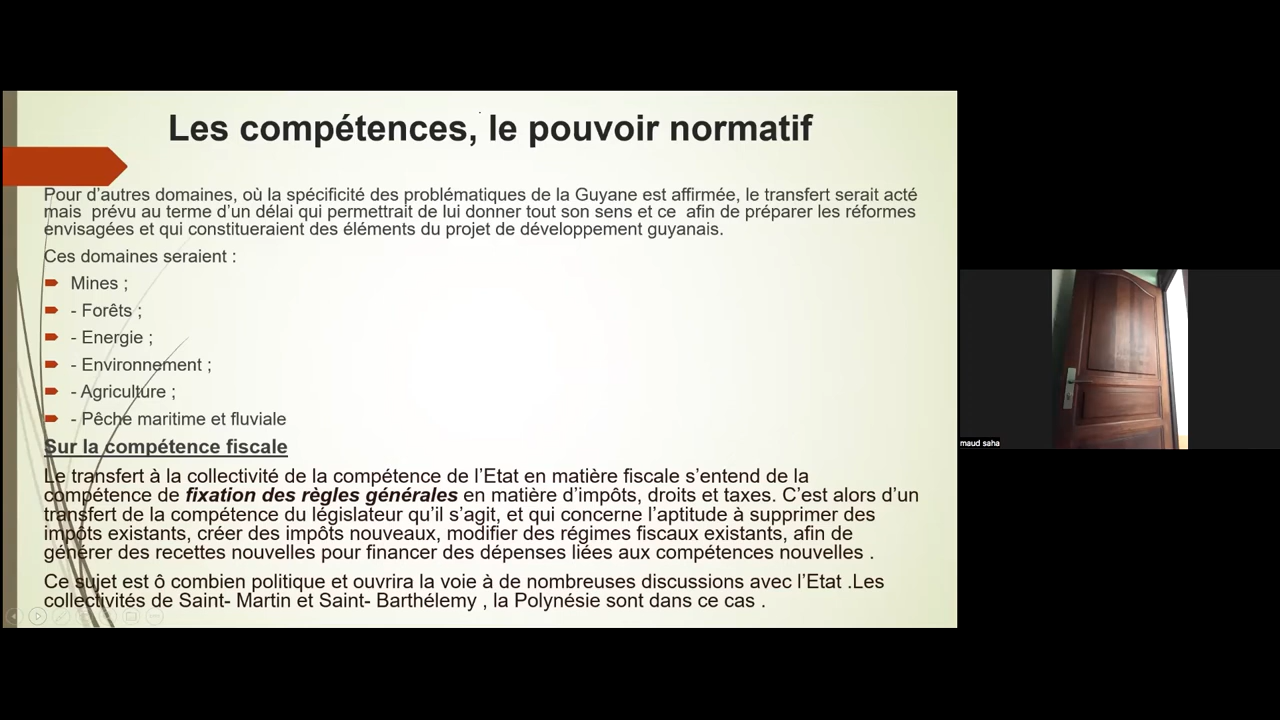 Les compétences, le pouvoir normatif
Pour d'autres domaines, où la spécificité des problématiques de la Guyane est affirmée, le transfert serait acté
mais prévu au terme d'un délai qui permettrait de lui donner tout son sens et ce afin de préparer les réformes
envisagées et qui constitueraient des éléments du projet de développement guyanais.
Ces domaines seraient :
Mines ;
- Forêts ;
- Energie ;
- Environnement ;
- Agriculture ;
- Pêche maritime et fluviale
Sur la compétence fiscale
Le transfert à la collectivité de la compétence de l'Etat en matière fiscale s'entend de la
compétence de fixation des règles générales en matière d'impôts, droits et taxes. C'est alors d'un
transfert de la compétence du législateur qu'il s'agit, et qui concerne l'aptitude à supprimer des
impôts existants, créer des impôts nouveaux, modifier des régimes fiscaux existants, afin de
générer des recettes nouvelles pour financer des dépenses liées aux compétences nouvelles .
Ce sujet est ô combien politique et ouvrira la voie à de nombreuses discussions avec l'Etat .Les
collectivités de Saint- Martin et Saint- Barthélemy , la Polynésie sont dans ce cas .
maud saha